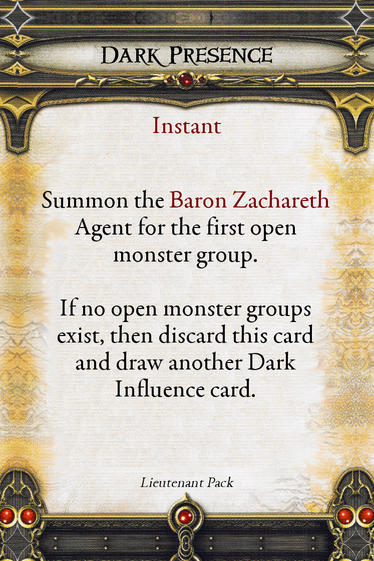 Dark Presence
Instant
Summon the Baron Zachareth
Agent for the first open
monster group.
If no open monster groups
exist, then discard this card
and draw another Dark
Influence card.
Lieutenant Pack